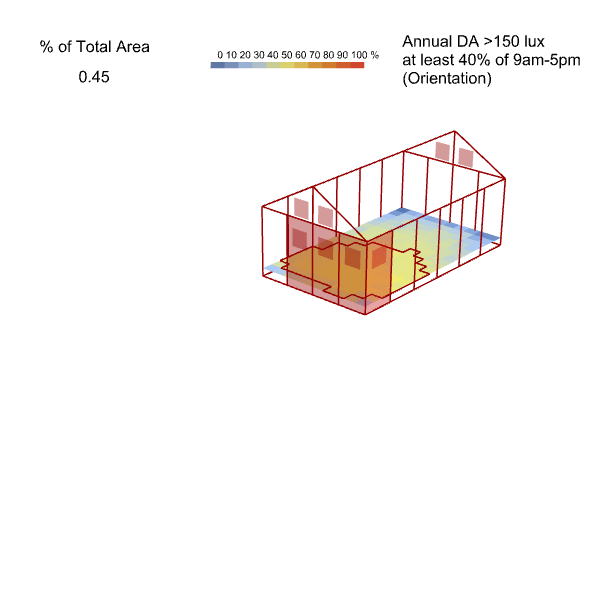 % of Total Area
0.45
0 10 20 30 40 50 60 70 80 90 100 %
Annual DA >150 lux
at least 40% of 9am-5pm
(Orientation)